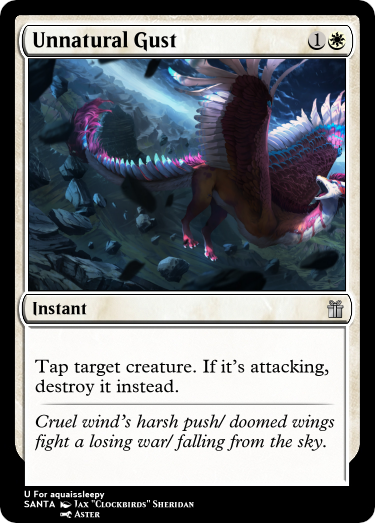 Unnatural Gust 1
Instant
Tap target creature. If it's attacking,
destroy it instead.
Cruel wind's harsh push/ doomed wings
fight a losing war/ falling from the sky.
U For aquaissleepy
SANTA Jax "Clockbirds" Sheridan
Aster